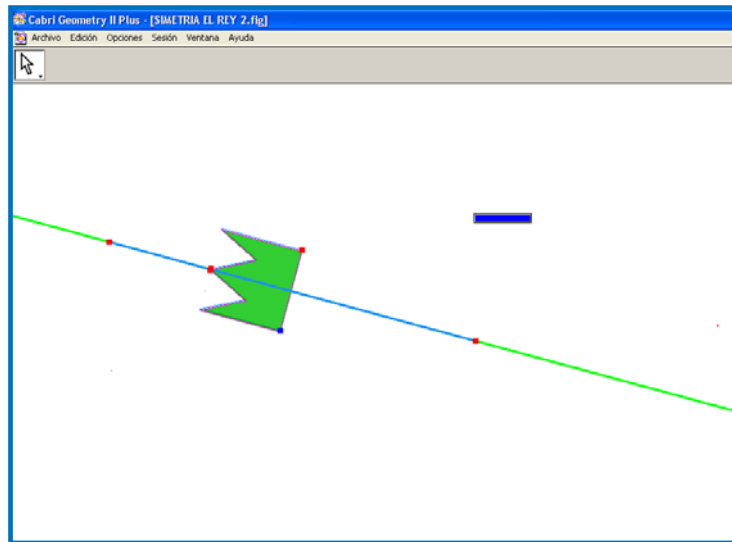 Cabri Geometry II Plus - [SIMETRIA EL REY 2.fig]
Archivo Edición Opciones Sesión Ventana Ayuda